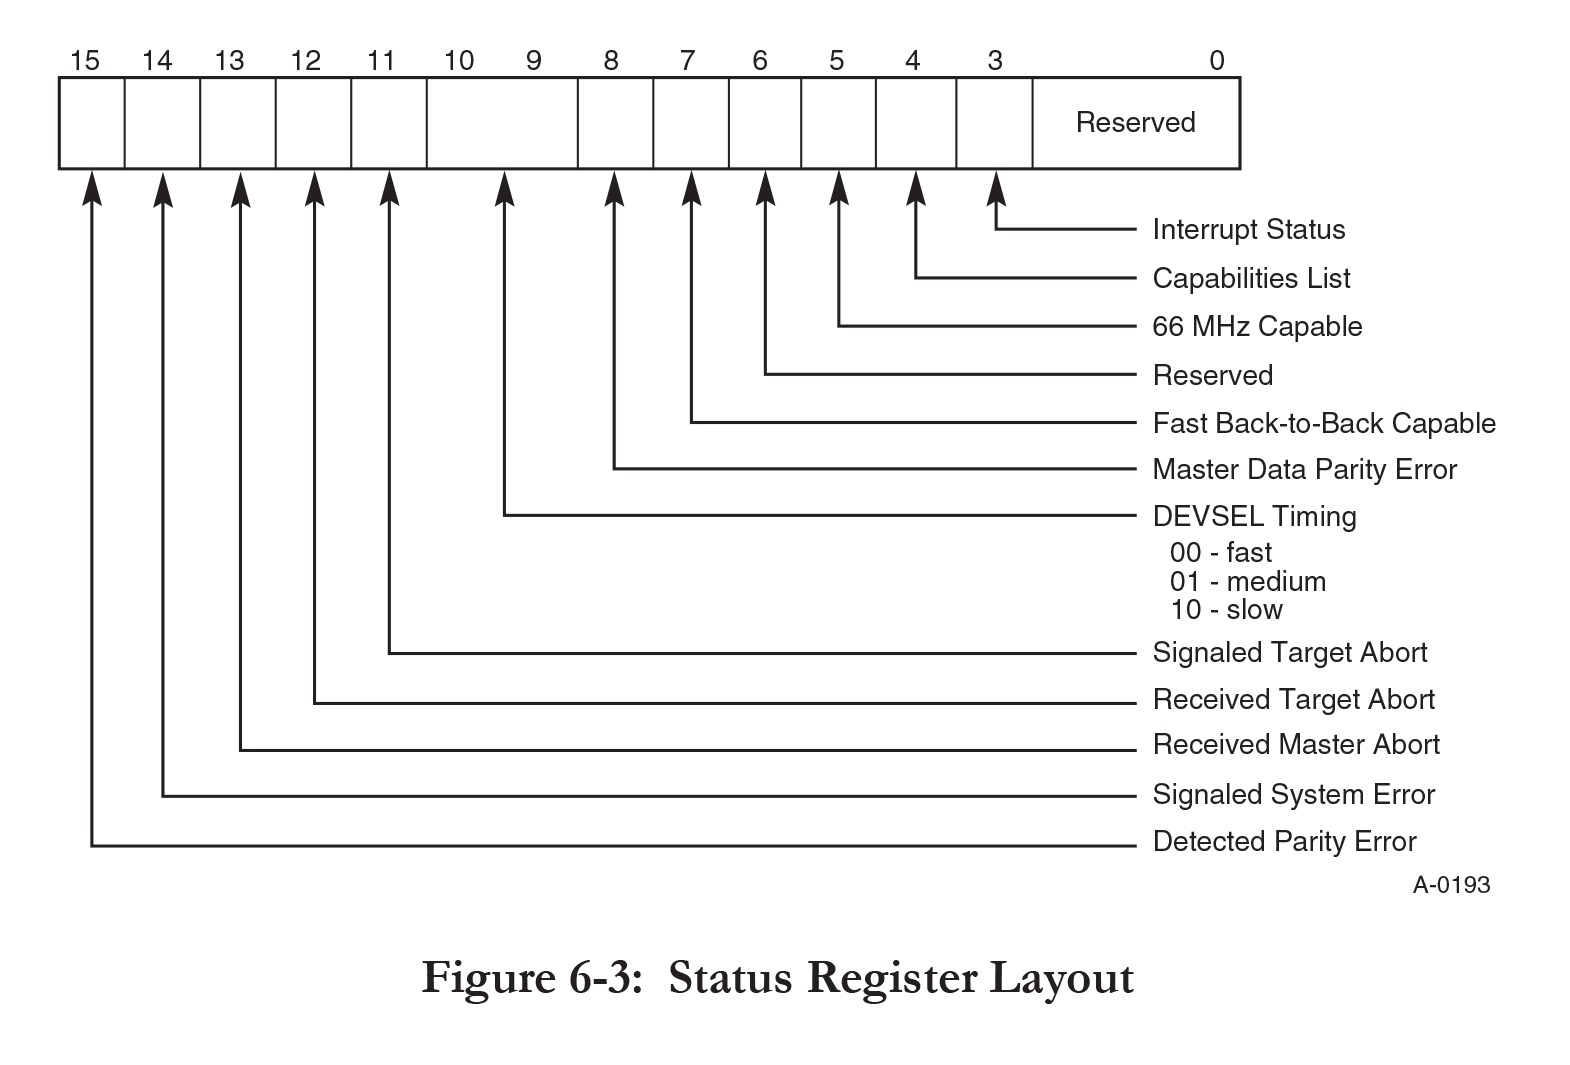 15 14 13 12 11 10 9 8 7 6 5 4 3 0
Reserved
Interrupt Status
Capabilities List
66 MHz Capable
Reserved
Fast Back-to-Back Capable
Master Data Parity Error
DEVSEL Timing
00 - fast
01 - medium
10 - slow
Signaled Target Abort
Received Target Abort
Received Master Abort
Signaled System Error
Detected Parity Error
A-0193
Figure 6-3: Status Register Layout